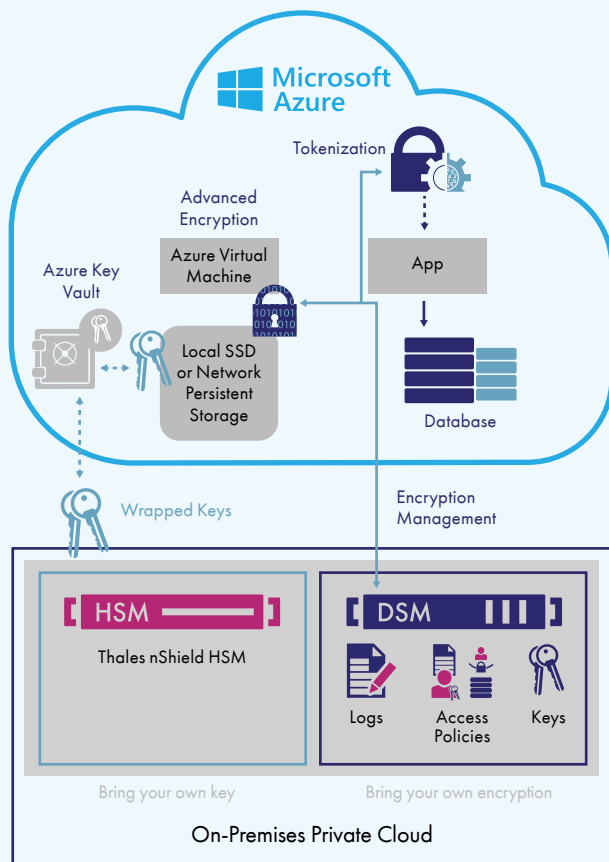 Microsoft
Azure
Tokenization
Advanced
Encryption
Azure Virtual
Machine
App
Azure Key
Vault
Local SSD
or Network
Persistent
Storage
Database
Wrapped Keys
Encryption
Management
HSM
Thales nShield HSM
DSM
Logs
Access
Policies
Keys
Bring your own key
Bring your own encryption
On-Premises Private Cloud